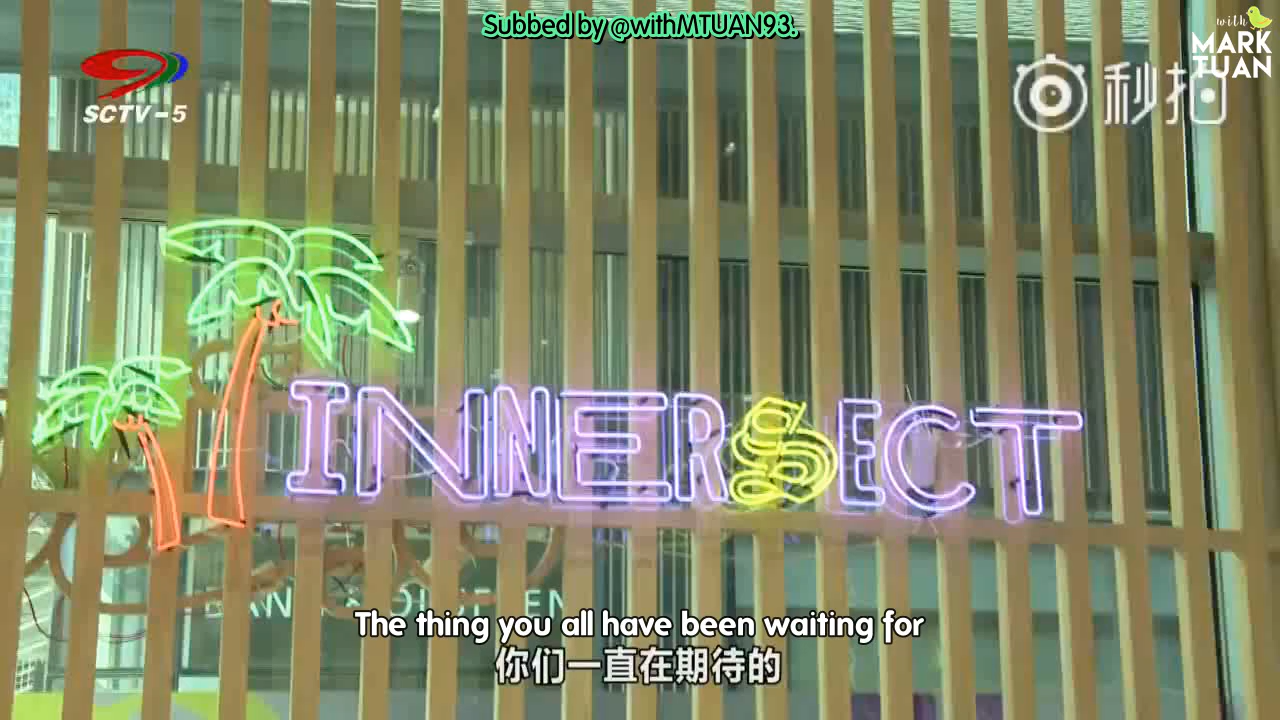 Subbed by @withMTUAN93.
with
MARK
TUAN
SCTV-5
秒拍
INNERSECT
The thing you all have been waiting for
你们一直在期待的